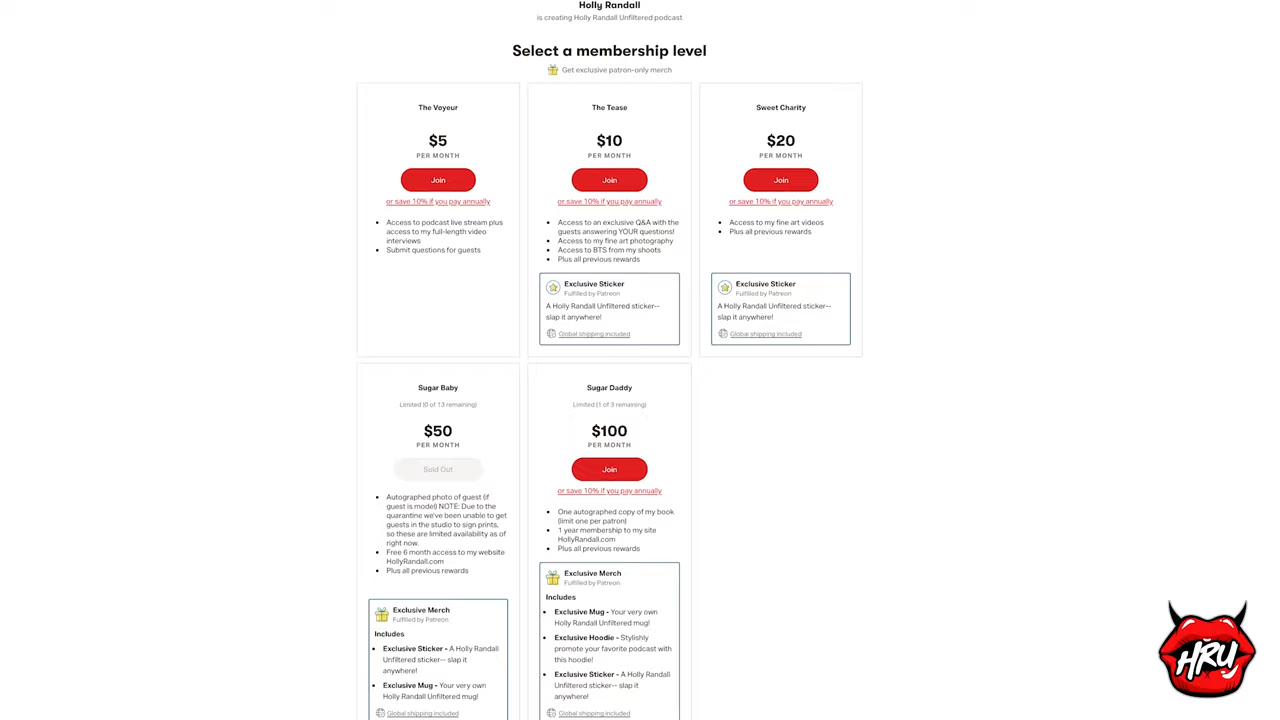 Holly Randall
is creating Holly Randall Unfiltered podcast
Select a membership level
Get exclusive patron-only merch
The Voyeur
$5
PER MONTH
Join
or save 10% if you pay annually
• Access to podcast live stream plus
access to my full-length video
interviews
• Submit questions for guests
The Tease
$10
PER MONTH
Join
or save 10% if you pay annually
• Access to an exclusive Q&A with the
guests answering YOUR questions!
• Access to my fine art photography
• Access to BTS from my shoots
• Plus all previous rewards
Exclusive Sticker
Fulfilled by Patreon
A Holly Randall Unfiltered sticker--
slap it anywhere!
Global shipping included
Sweet Charity
$20
PER MONTH
Join
or save 10% if you pay annually
• Access to my fine art videos
• Plus all previous rewards
Exclusive Sticker
Fulfilled by Patreon
A Holly Randall Unfiltered sticker--
slap it anywhere!
Global shipping included
Sugar Baby
Limited (0 of 13 remaining)
$50
PER MONTH
Sold Out
• Autographed photo of guest (if
guest is model) NOTE: Due to the
quarantine we've been unable to get
guests in the studio to sign prints,
so these are limited availability as of
right now.
• Free 6 month access to my website
HollyRandall.com
• Plus all previous rewards
Exclusive Merch
Fulfilled by Patreon
Includes
• Exclusive Sticker - A Holly Randall
Unfiltered sticker-- slap it
anywhere!
• Exclusive Mug - Your very own
Holly Randall Unfiltered mug!
Global shipping included
Sugar Daddy
Limited (1 of 3 remaining)
$100
PER MONTH
Join
or save 10% if you pay annually
• One autographed copy of my book
(limit one per patron)
• 1 year membership to my site
HollyRandall.com
• Plus all previous rewards
Exclusive Merch
Fulfilled by Patreon
Includes
• Exclusive Mug - Your very own
Holly Randall Unfiltered mug!
• Exclusive Hoodie - Stylishly
promote your favorite podcast with
this hoodie!
• Exclusive Sticker - A Holly Randall
Unfiltered sticker-- slap it
anywhere!
Global shipping included
HRU